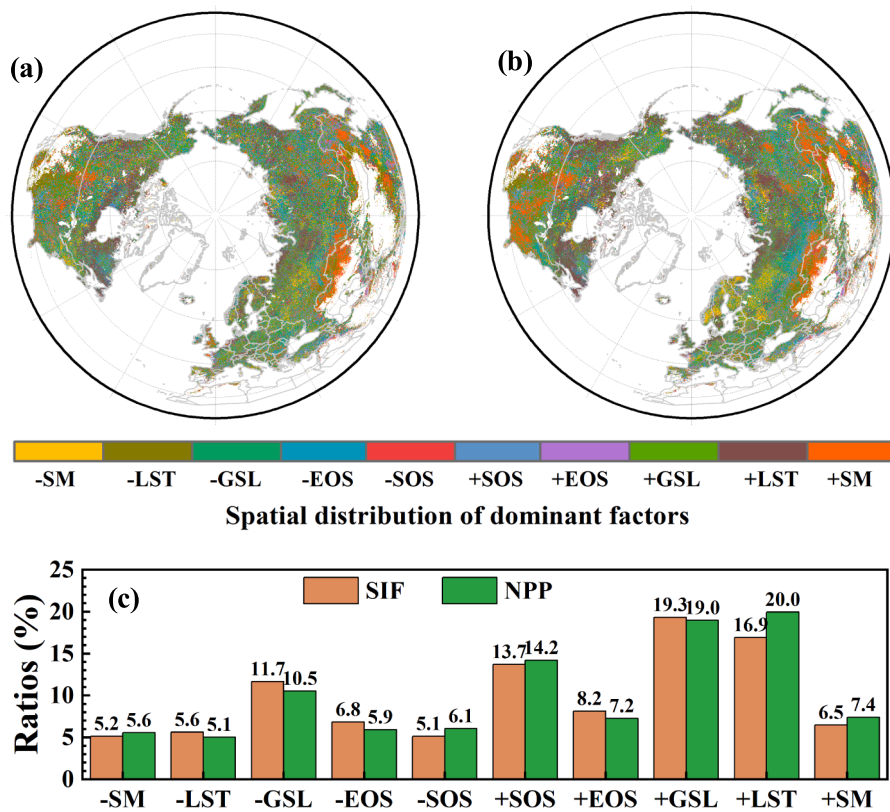 (a)
(b)
-SM -LST -GSL -EOS -SOS +SOS +EOS +GSL +LST +SM
Spatial distribution of dominant factors
25
20
15
10
5
0
Ratios (%)
(c)
SIF NPP
5.2 5.6 5.6 5.1 11.7 10.5 6.8 5.9 5.1 6.1 13.7 14.2 8.2 7.2 19.3 19.0 16.9 20.0 6.5 7.4
-SM -LST -GSL -EOS -SOS +SOS +EOS +GSL +LST +SM